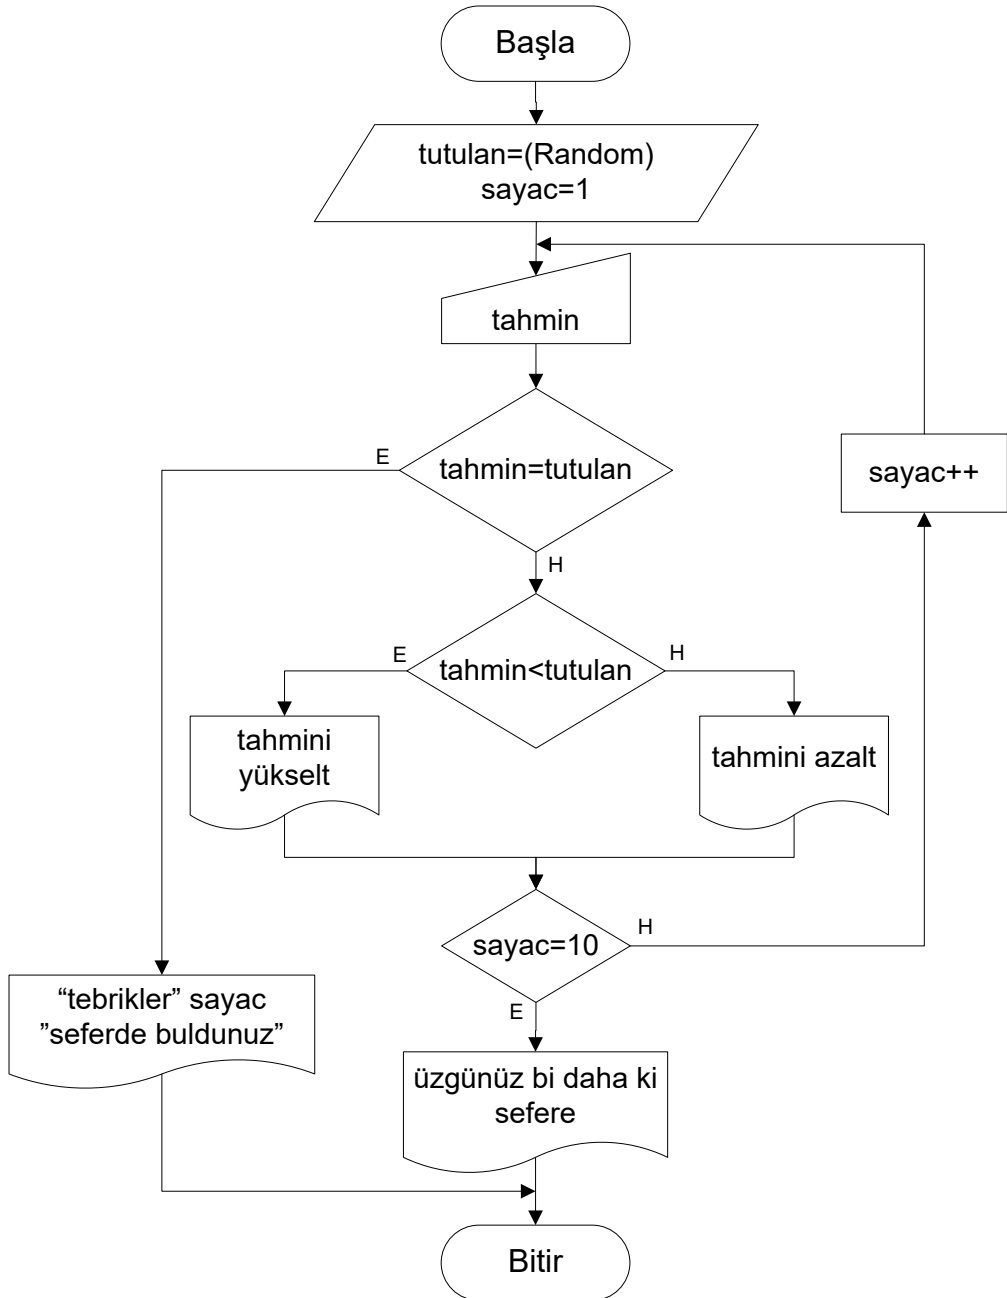 Başla
tutulan=(Random)
sayac=1
tahmin
tahmin=tutulan
E
H
sayac++
tahmin<tutulan
E
H
tahmini
yükselt
tahmini azalt
sayac=10
H
E
“tebrikler” sayac
”seferde buldunuz”
üzgünüz bi daha ki
sefere
Bitir